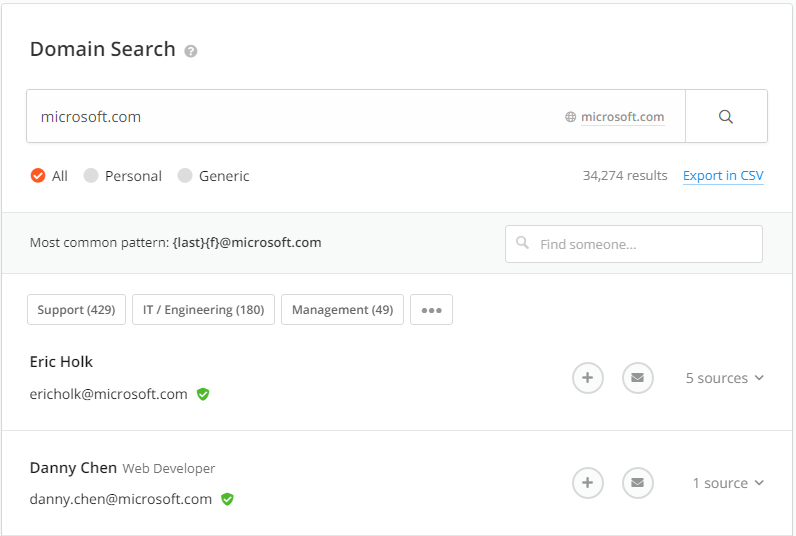 Domain Search ?
microsoft.com microsoft.com
All Personal Generic 34,274 results Export in CSV
Most common pattern: {last}{f}@microsoft.com Find someone...
Support (429) IT / Engineering (180) Management (49)
Eric Holk
ericholk@microsoft.com 5 sources
Danny Chen Web Developer
danny.chen@microsoft.com 1 source